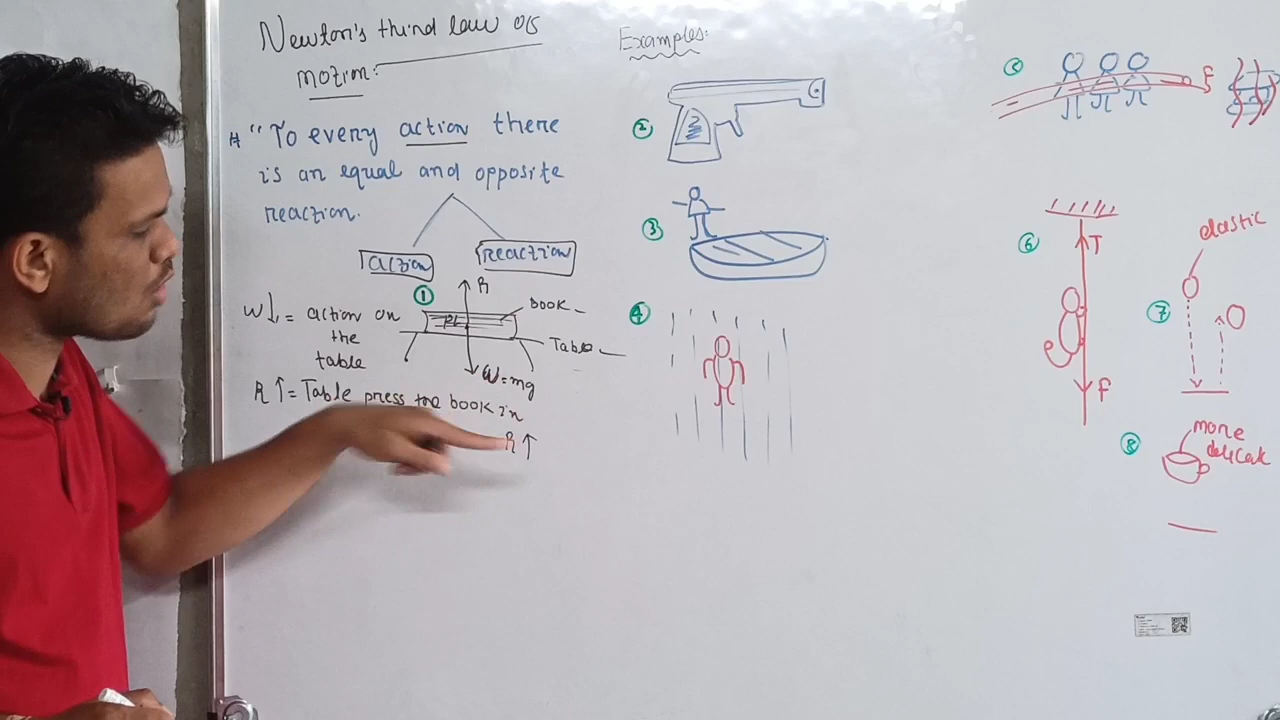 Newton's third law of
motion:
# "To every action there
is an equal and opposite
reaction.
action
reaction
①
R
Book
PL
Table
W=mg
W↓ = action on
the
table
R ↑ = Table press the book in
R ↑
Examples:
②
③
④
F
⑥
T
F
elastic
⑦
⑧
more
delicate